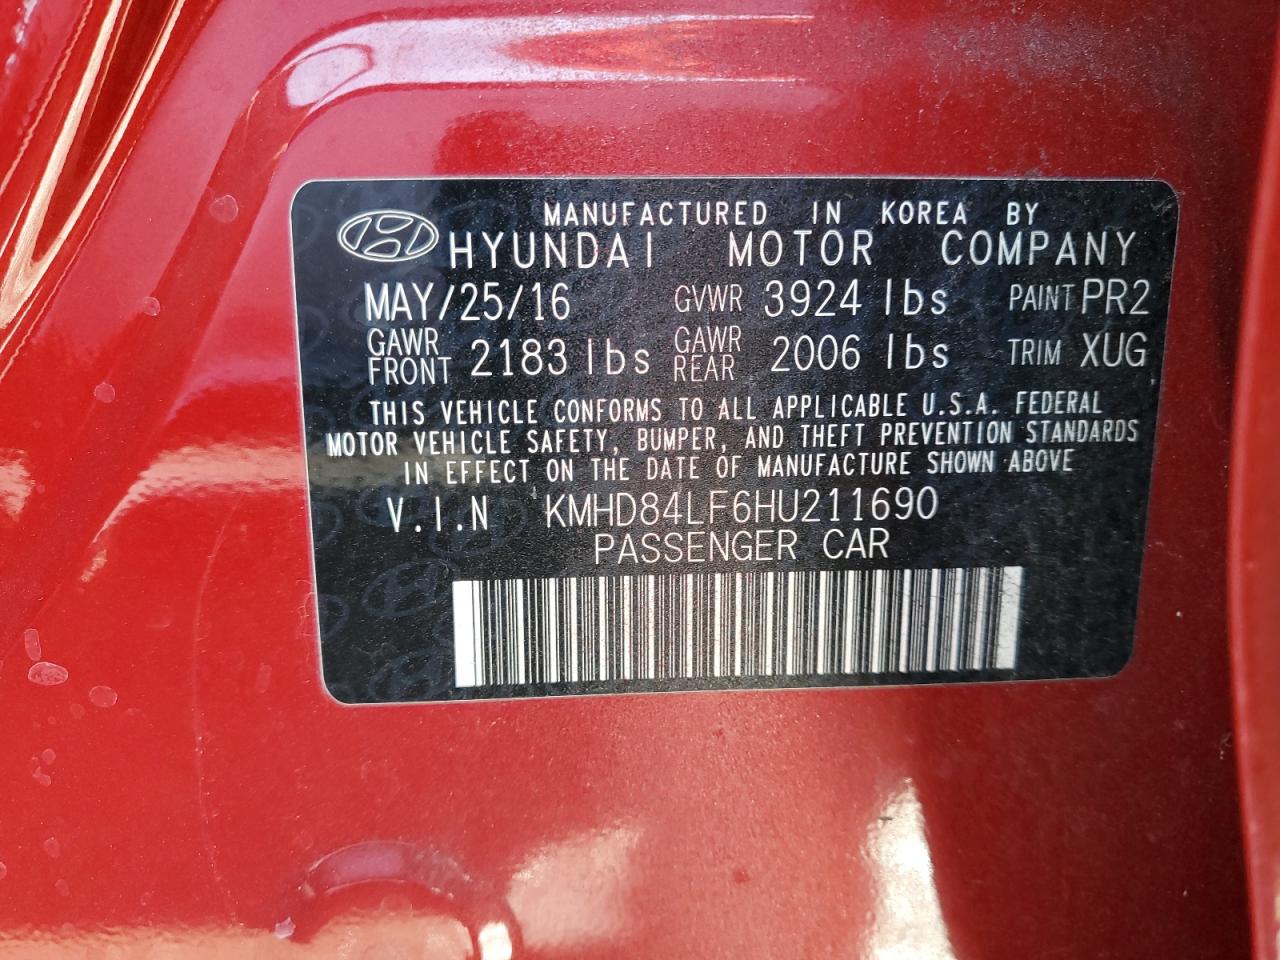 MANUFACTURED IN KOREA BY
HYUNDAI MOTOR COMPANY
MAY/25/16 GVWR 3924 lbs PAINT PR2
GAWR FRONT 2183 lbs GAWR REAR 2006 lbs TRIM XUG
THIS VEHICLE CONFORMS TO ALL APPLICABLE U.S.A. FEDERAL
MOTOR VEHICLE SAFETY, BUMPER, AND THEFT PREVENTION STANDARDS
IN EFFECT ON THE DATE OF MANUFACTURE SHOWN ABOVE
V.I.N KMHD84LF6HU211690
PASSENGER CAR